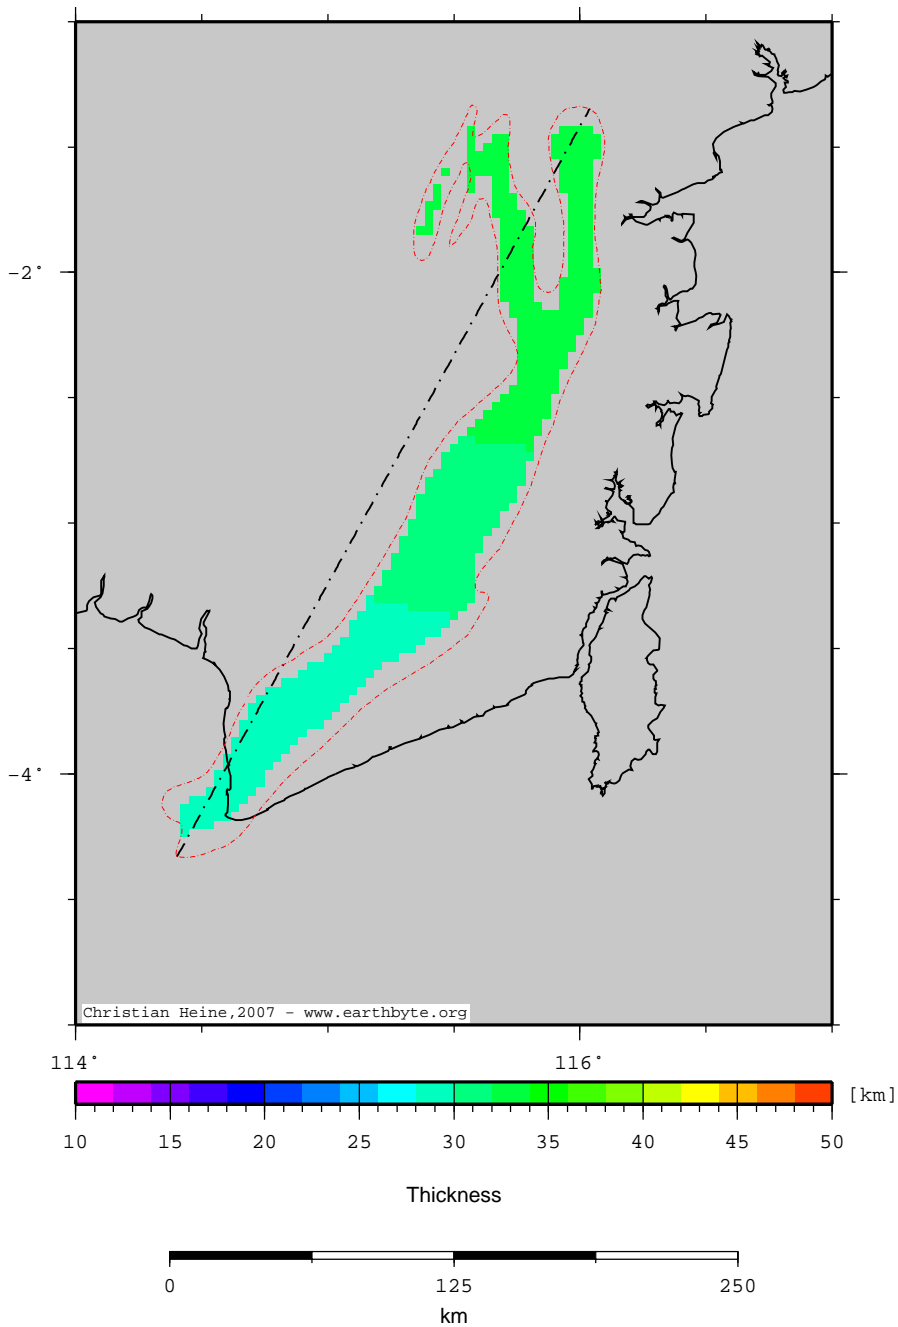 −2°
−4°
Christian Heine,2007 − www.earthbyte.org
114° 116°
[km]
10 15 20 25 30 35 40 45 50
Thickness
0 125 250
km